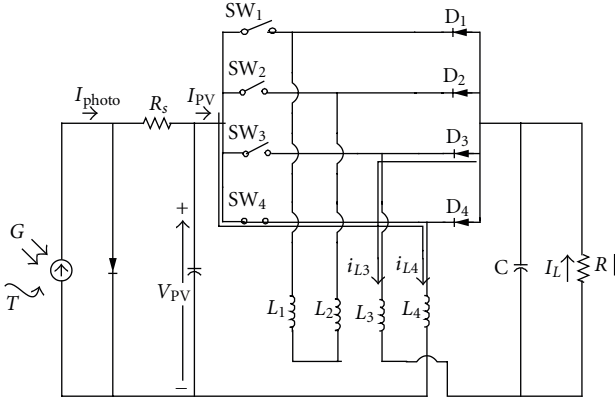 SW1
D1
SW2
D2
Iphoto
Rs
IPV
SW3
D3
SW4
D4
+
G
iL3
iL4
C
IL
R
T
VPV
L1
L2
L3
L4
−